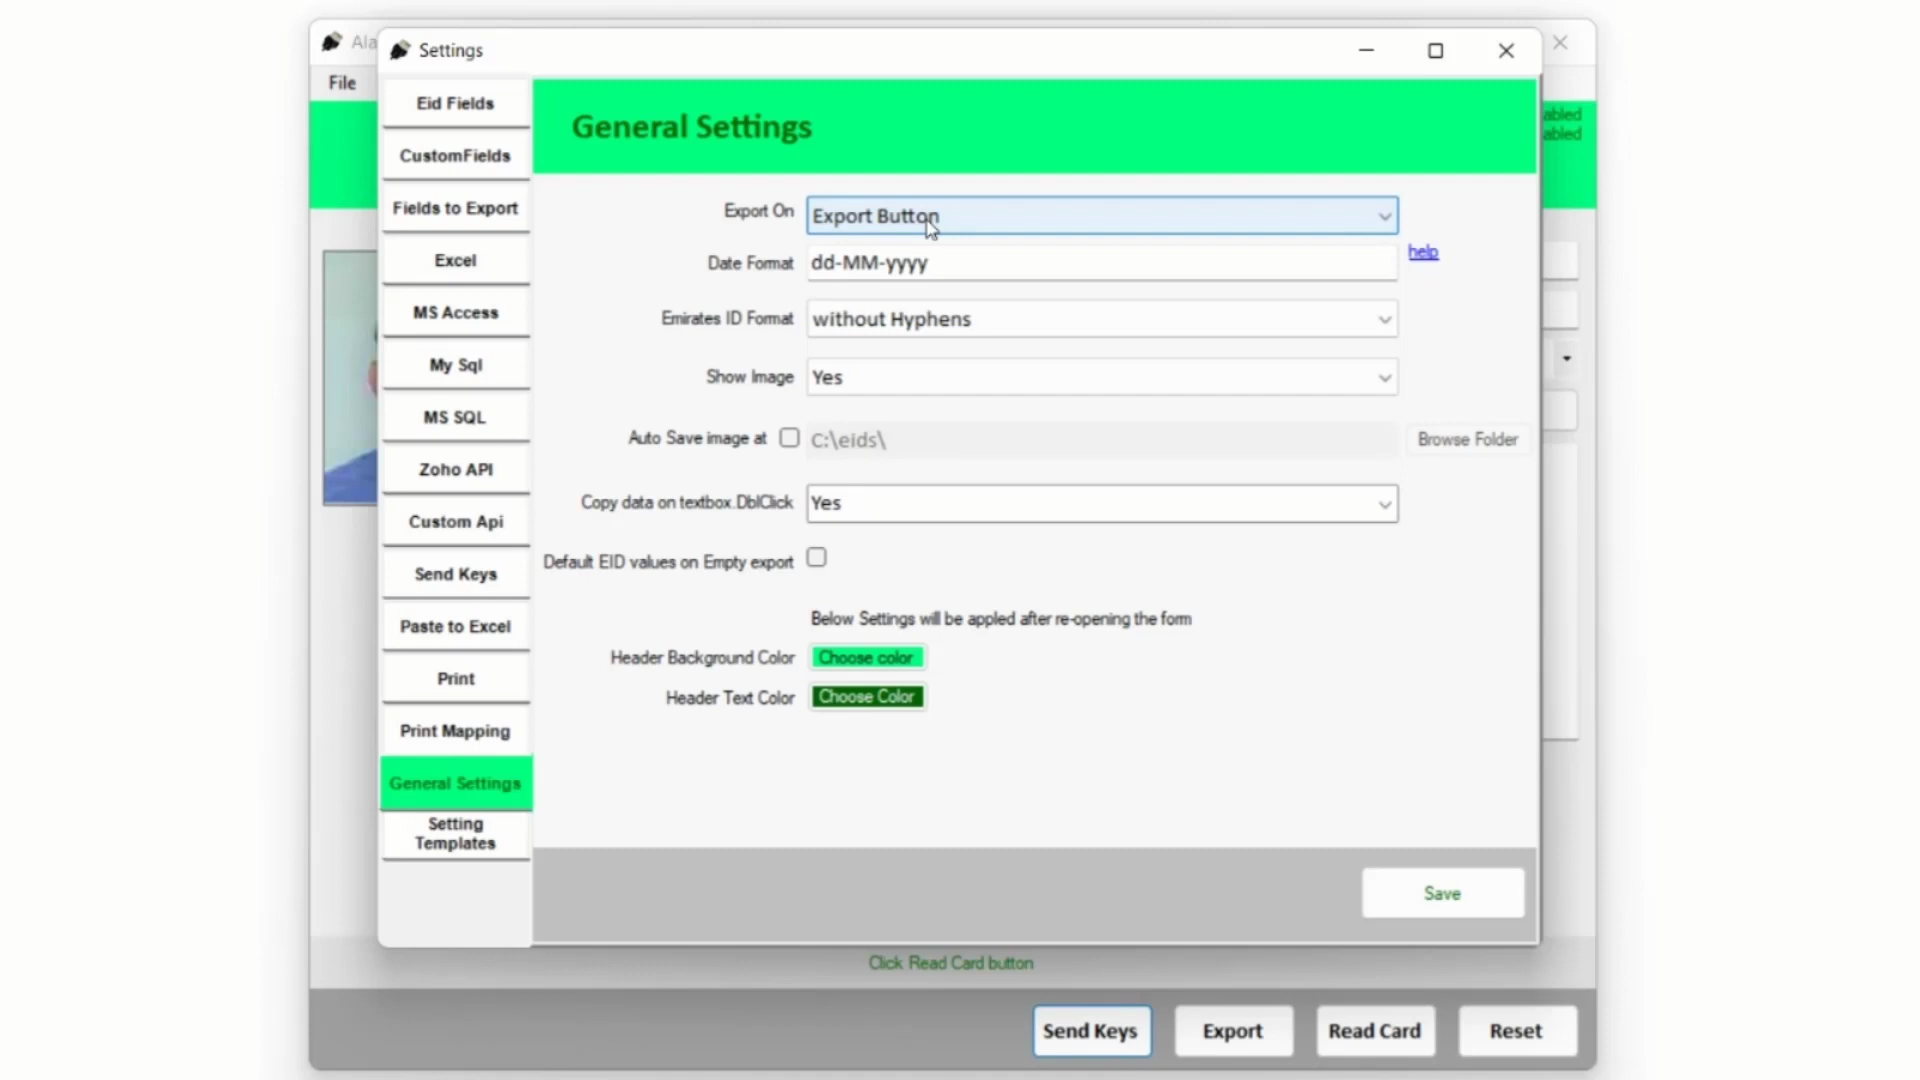 Settings
File
Eid Fields
CustomFields
Fields to Export
Excel
MS Access
My Sql
MS SQL
Zoho API
Custom Api
Send Keys
Paste to Excel
Print
Print Mapping
General Settings
Setting
Templates
General Settings
Export On Export Button
Date Format dd-MM-yyyy help
Emirates ID Format without Hyphens
Show Image Yes
Auto Save image at C:\eids\ Browse Folder
Copy data on textbox.DblClick Yes
Default EID values on Empty export
Below Settings will be appled after re-opening the form
Header Background Color Choose color
Header Text Color Choose Color
Save
Click Read Card button
Send Keys Export Read Card Reset